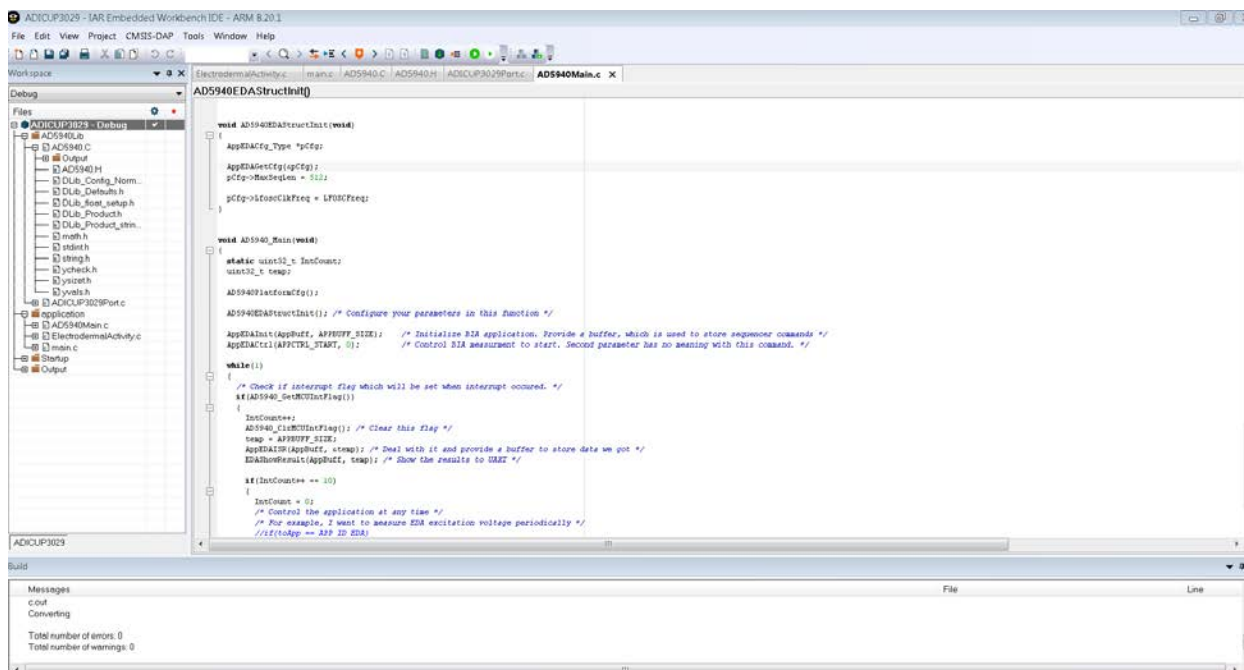 ADICUP3029 - IAR Embedded Workbench IDE - ARM 8.20.1
File Edit View Project CMSIS-DAP Tools Window Help
Workspace
Debug
Files
ADICUP3029 - Debug
AD5940Lib
AD5940.C
Output
AD5940.H
DLib_Config_Norm...
DLib_Defaults.h
DLib_float_setup.h
DLib_Product.h
DLib_Product_strin...
math.h
stdint.h
string.h
ycheck.h
ysizet.h
yvals.h
ADICUP3029Port.c
application
AD5940Main.c
ElectrodermalActivity.c
main.c
Startup
Output
ADICUP3029
ElectrodermalActivity.c main.c AD5940.C AD5940.H ADICUP3029Port.c AD5940Main.c
AD5940EDAStructInit()
void AD5940EDAStructInit(void)
{
AppEDACfg_Type *pCfg;
AppEDAGetCfg(&pCfg);
pCfg->MaxSeqLen = 512;
pCfg->LfoscClkFreq = LFOSCFreq;
}
void AD5940_Main(void)
{
static uint32_t IntCount;
uint32_t temp;
AD5940PlatformCfg();
AD5940EDAStructInit(); /* Configure your parameters in this function */
AppEDAInit(AppBuff, APPBUFF_SIZE); /* Initialize BIA application. Provide a buffer, which is used to store sequencer commands */
AppEDACtrl(APPCTRL_START, 0); /* Control BIA measurment to start. Second parameter has no meaning with this command. */
while(1)
{
/* Check if interrupt flag which will be set when interrupt occured. */
if(AD5940_GetMCUIntFlag())
{
IntCount++;
AD5940_ClrMCUIntFlag(); /* Clear this flag */
temp = APPBUFF_SIZE;
AppEDAISR(AppBuff, &temp); /* Deal with it and provide a buffer to store data we got */
EDAShowResult(AppBuff, temp); /* Show the results to UART */
if(IntCount++ == 10)
{
IntCount = 0;
/* Control the application at any time */
/* For example, I want to measure EDA excitation voltage periodically */
//if(toApp == APP_ID_EDA)
Build
Messages File Line
c.out
Converting
Total number of errors: 0
Total number of warnings: 0